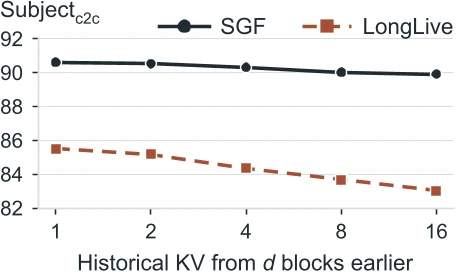 Subject_c2c
SGF LongLive
92
90
88
86
84
82
1 2 4 8 16
Historical KV from d blocks earlier